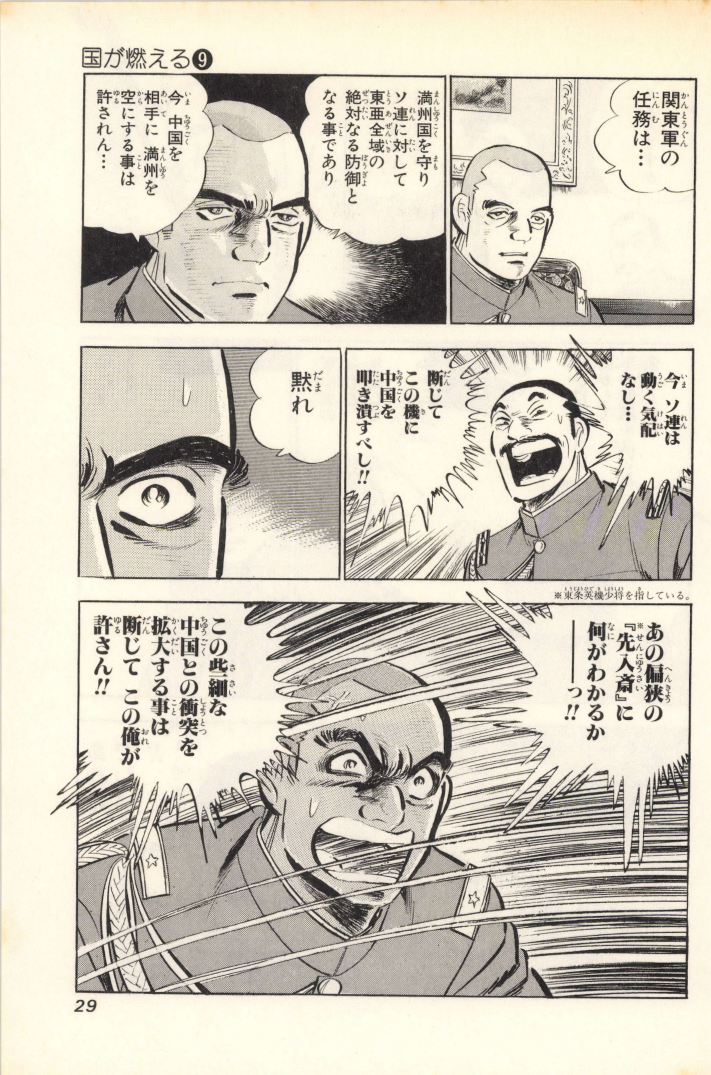 国が燃える❾
関東軍の
任務は…
満州国を守り
ソ連に対して
東亜全域の
絶対なる防御と
なる事であり
今 中国を
相手に 満州を
空にする事は
許されん…
今 ソ連は
動く気配
なし…
断じて
この機に
中国を
叩き潰すべし!!
黙れ
※東条英機少将を指している。
あの偏狭の
『先入斎』に
何がわかるか
――っ!!
この些細な
中国との衝突を
拡大する事は
断じて この俺が
許さん!!
29